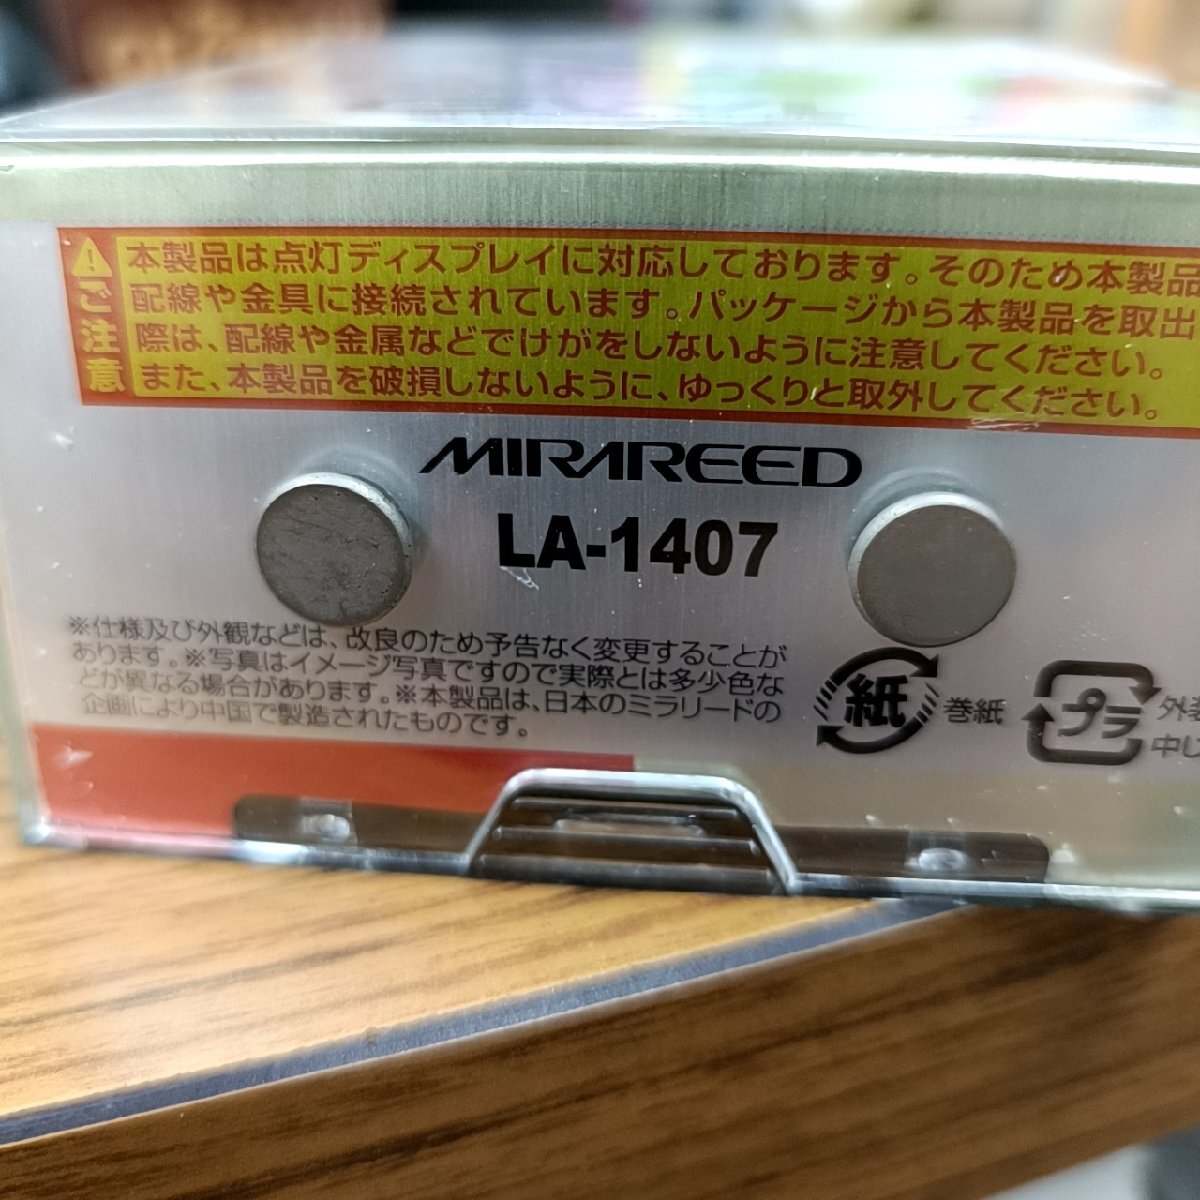 ご注意
本製品は点灯ディスプレイに対応しております。そのため本製品
配線や金具に接続されています。パッケージから本製品を取出
際は、配線や金属などでけがをしないように注意してください。
また、本製品を破損しないように、ゆっくりと取外してください。
MIRAREED
LA-1407
※仕様及び外観などは、改良のため予告なく変更することが
あります。※写真はイメージ写真ですので実際とは多少色な
どが異なる場合があります。※本製品は、日本のミラリードの
企画により中国で製造されたものです。
紙 巻紙
プラ 外装
中し